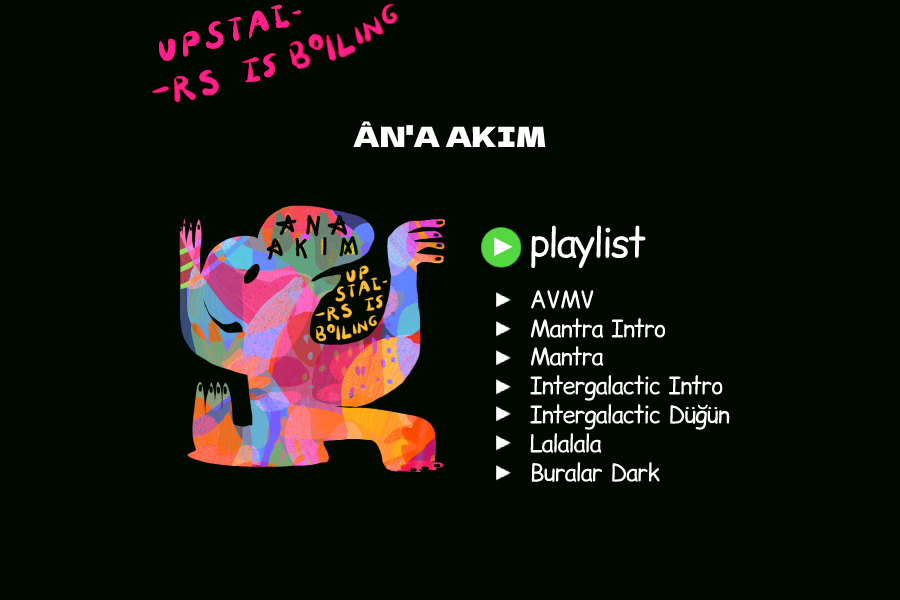 UPSTAI-
-RS IS BOILING
ÂN'A AKIM
ANA
AKIM
UP
STAI-
-RS IS
BOILING
playlist
AVMV
Mantra Intro
Mantra
Intergalactic Intro
Intergalactic Düğün
Lalalala
Buralar Dark